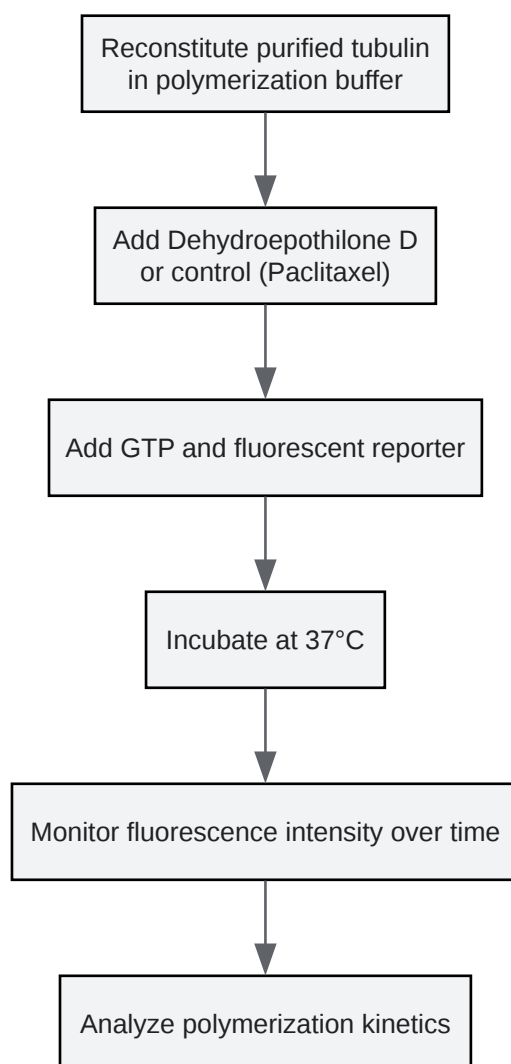 Reconstitute purified tubulin
in polymerization buffer
Add Dehydroepothilone D
or control (Paclitaxel)
Add GTP and fluorescent reporter
Incubate at 37°C
Monitor fluorescence intensity over time
Analyze polymerization kinetics